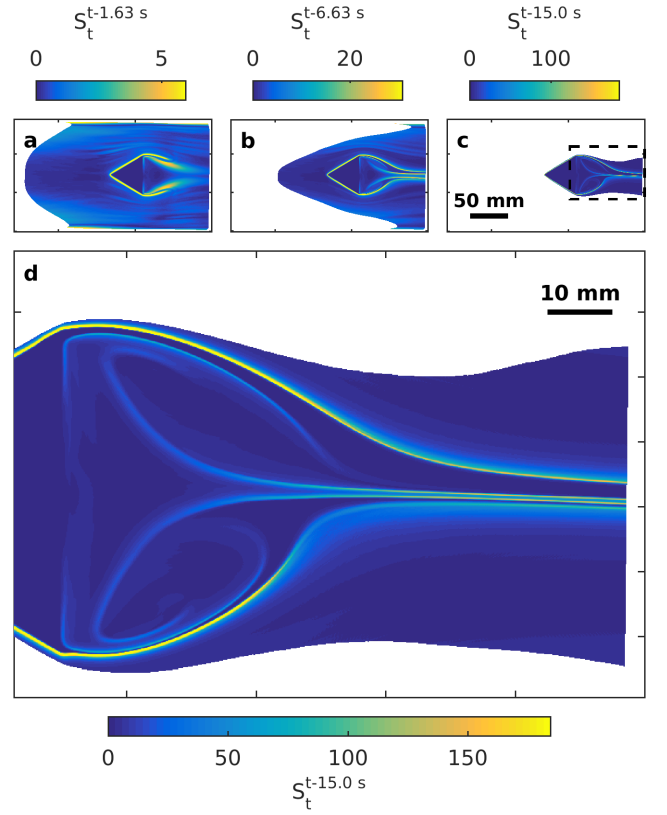 S_t^{t-1.63 s} S_t^{t-6.63 s} S_t^{t-15.0 s}
0 5 0 20 0 100
a b c
50 mm
d
10 mm
0 50 100 150
S_t^{t-15.0 s}